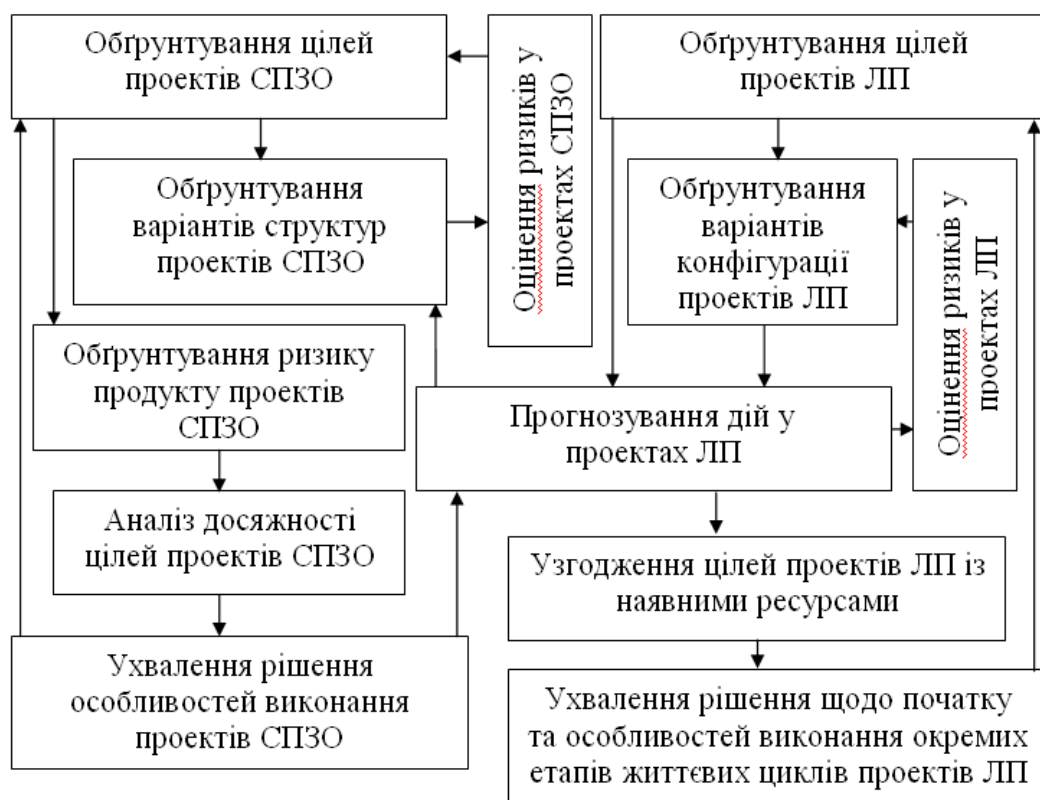 Обґрунтування цілей
проектів СПЗО
Оцінення ризиків у
проектах СПЗО
Обґрунтування цілей
проектів ЛП
Обґрунтування
варіантів структур
проектів СПЗО
Обґрунтування
варіантів
конфігурації
проектів ЛП
Оцінення ризиків у
проектах ЛП
Обґрунтування ризику
продукту проектів
СПЗО
Прогнозування дій у
проектах ЛП
Аналіз досяжності
цілей проектів СПЗО
Узгодження цілей проектів ЛП із
наявними ресурсами
Ухвалення рішення
особливостей виконання
проектів СПЗО
Ухвалення рішення щодо початку
та особливостей виконання окремих
етапів життєвих циклів проектів ЛП